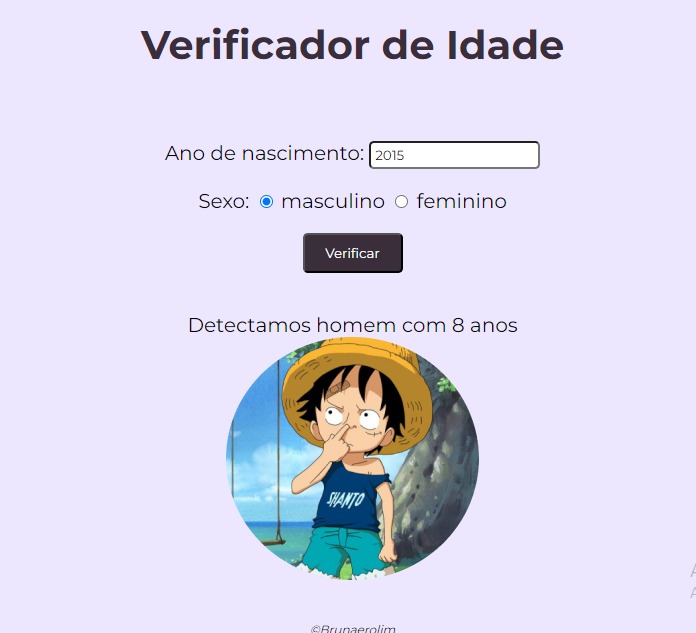 Verificador de Idade
Ano de nascimento: 2015
Sexo: masculino feminino
Verificar
Detectamos homem com 8 anos
SHANTO
©Brunaerolim